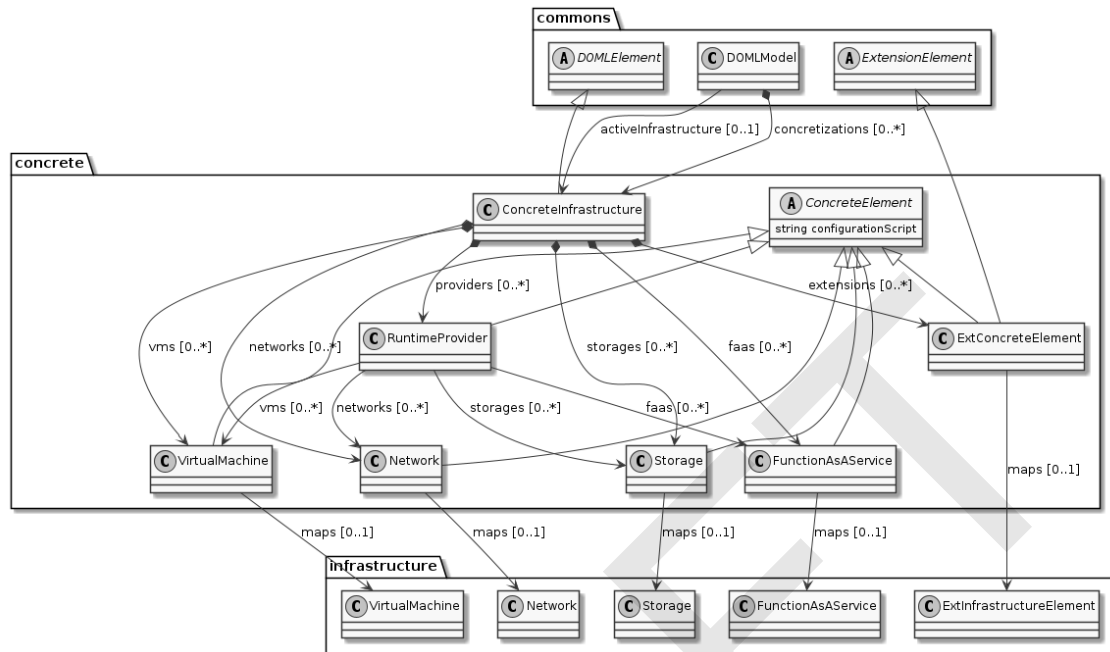 commons
A DOMLElement
C DOMLModel
A ExtensionElement
activeInfrastructure [0..1]
concretizations [0..*]
concrete
C ConcreteInfrastructure
A ConcreteElement
string configurationScript
providers [0..*]
extensions [0..*]
C RuntimeProvider
C ExtConcreteElement
vms [0..*]
networks [0..*]
storages [0..*]
faas [0..*]
vms [0..*]
networks [0..*]
storages [0..*]
faas [0..*]
C VirtualMachine
C Network
C Storage
C FunctionAsAService
maps [0..1]
maps [0..1]
maps [0..1]
maps [0..1]
maps [0..1]
infrastructure
C VirtualMachine
C Network
C Storage
C FunctionAsAService
C ExtInfrastructureElement